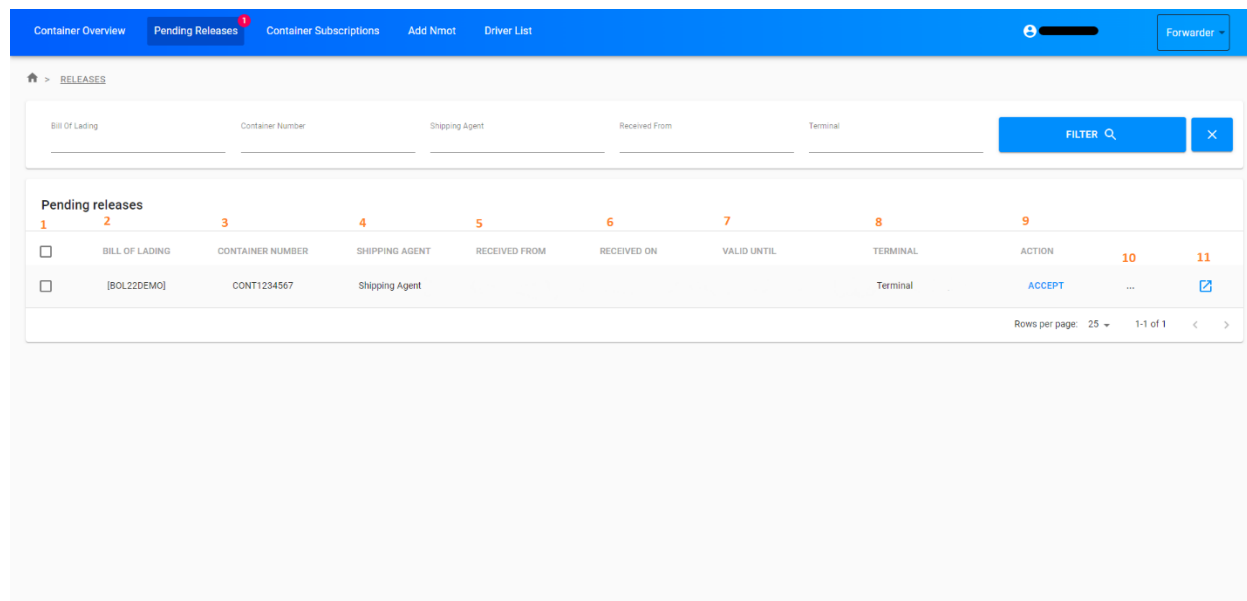 Container Overview Pending Releases 1 Container Subscriptions Add Nmot Driver List Forwarder
> RELEASES
Bill Of Lading Container Number Shipping Agent Received From Terminal FILTER
Pending releases
1 2 3 4 5 6 7 8 9
BILL OF LADING CONTAINER NUMBER SHIPPING AGENT RECEIVED FROM RECEIVED ON VALID UNTIL TERMINAL ACTION
10 11
[BOL22DEMO] CONT1234567 Shipping Agent Terminal ACCEPT ...
Rows per page: 25 1-1 of 1 < >